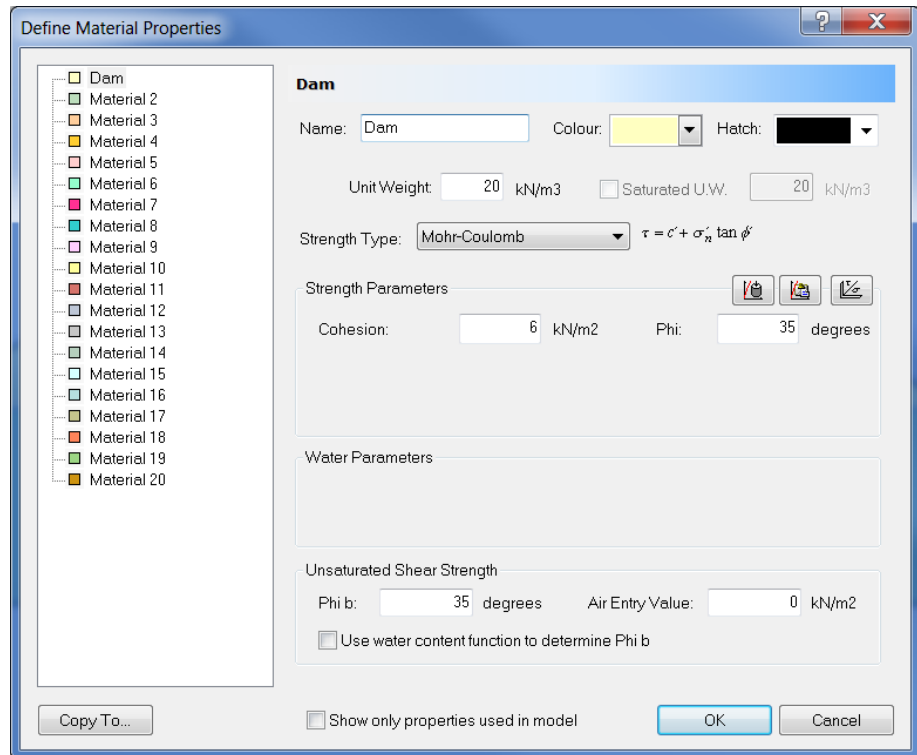 Define Material Properties
Dam
Material 2
Material 3
Material 4
Material 5
Material 6
Material 7
Material 8
Material 9
Material 10
Material 11
Material 12
Material 13
Material 14
Material 15
Material 16
Material 17
Material 18
Material 19
Material 20
Copy To...
Dam
Name: Dam Colour: Hatch:
Unit Weight: 20 kN/m3 Saturated U.W. 20 kN/m3
Strength Type: Mohr-Coulomb τ = c′ + σ′n tan ϕ′
Strength Parameters
Cohesion: 6 kN/m2 Phi: 35 degrees
Water Parameters
Unsaturated Shear Strength
Phi b: 35 degrees Air Entry Value: 0 kN/m2
Use water content function to determine Phi b
Show only properties used in model OK Cancel